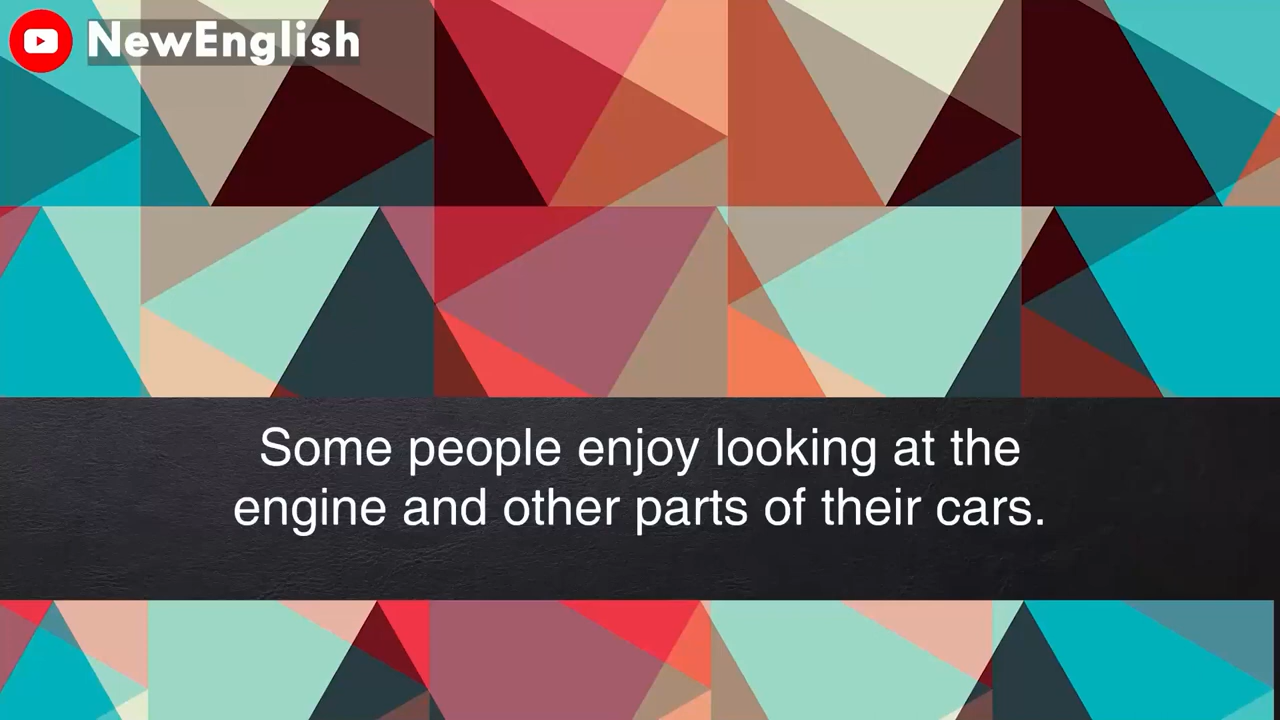 NewEnglish
Some people enjoy looking at the
engine and other parts of their cars.